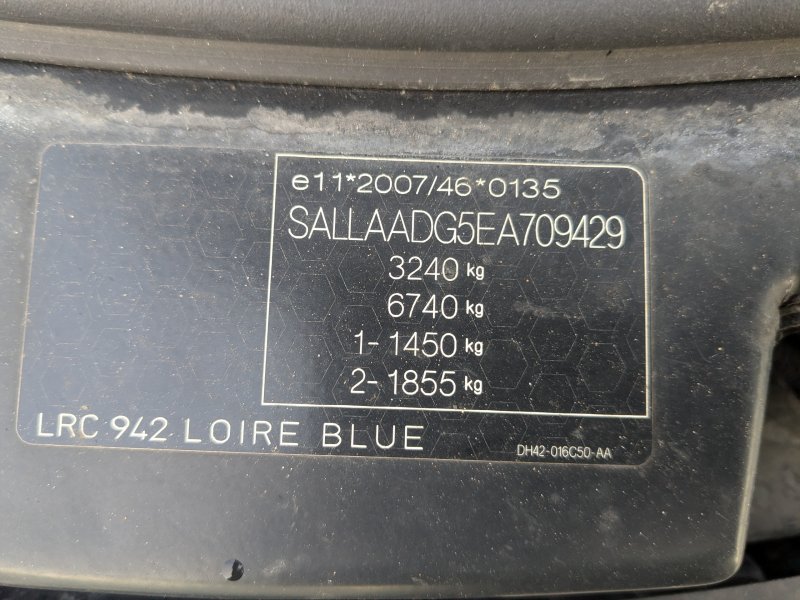 e11*2007/46*0135
SALLAADG5EA709429
3240 kg
6740 kg
1- 1450 kg
2- 1855 kg
LRC 942 LOIRE BLUE
DH42-016C50-AA